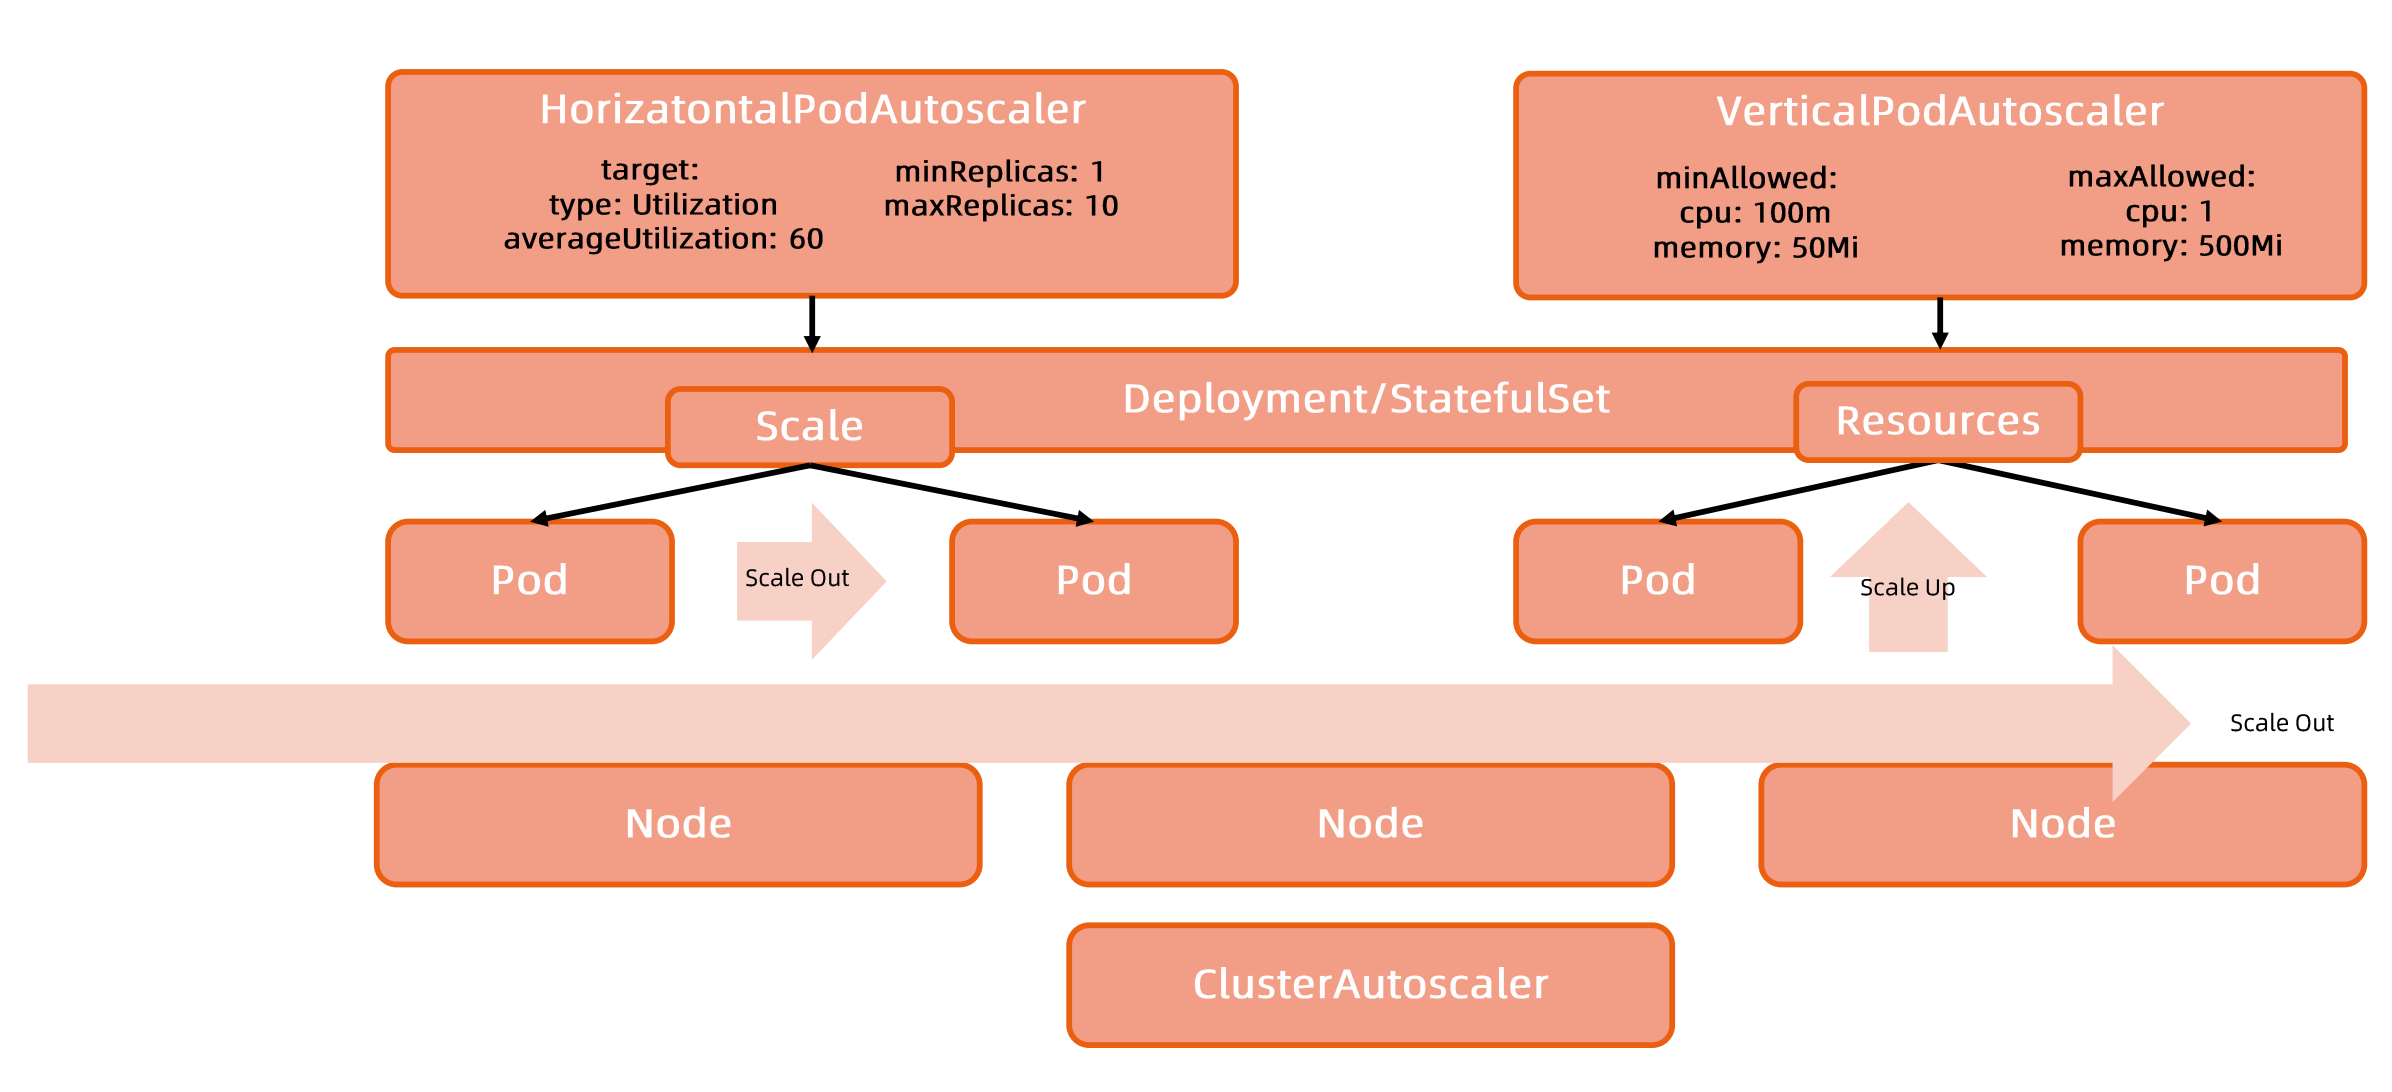 HorizatontalPodAutoscaler
target:
type: Utilization
averageUtilization: 60
minReplicas: 1
maxReplicas: 10
VerticalPodAutoscaler
minAllowed:
cpu: 100m
memory: 50Mi
maxAllowed:
cpu: 1
memory: 500Mi
Deployment/StatefulSet
Scale
Resources
Pod
Scale Out
Pod
Pod
Scale Up
Pod
Scale Out
Node
Node
Node
ClusterAutoscaler